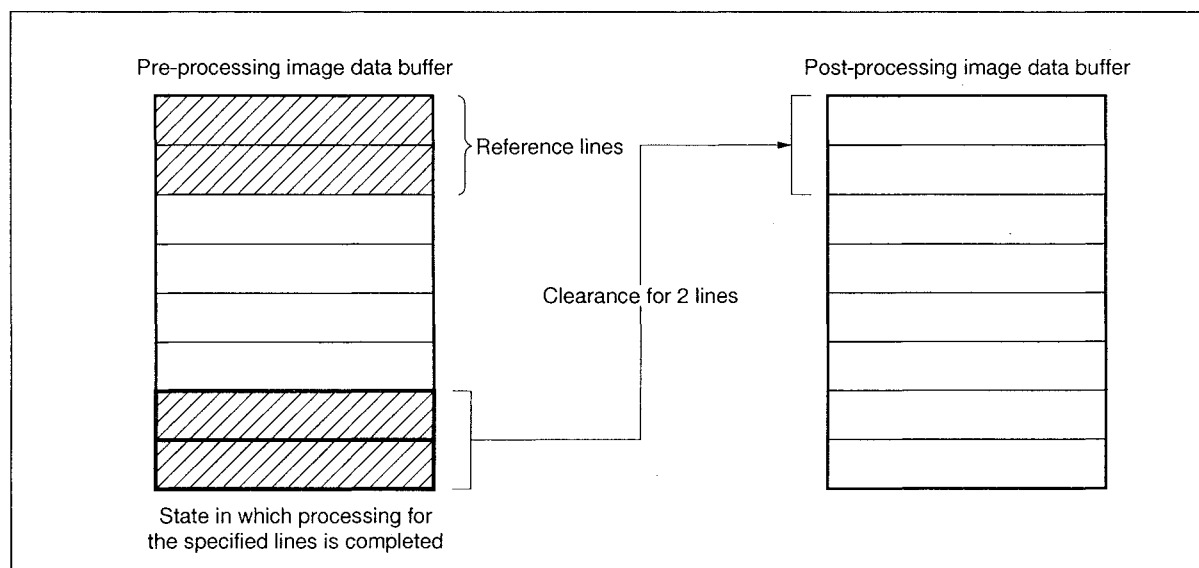 Pre-processing image data buffer
Post-processing image data buffer
Reference lines
Clearance for 2 lines
State in which processing for
the specified lines is completed